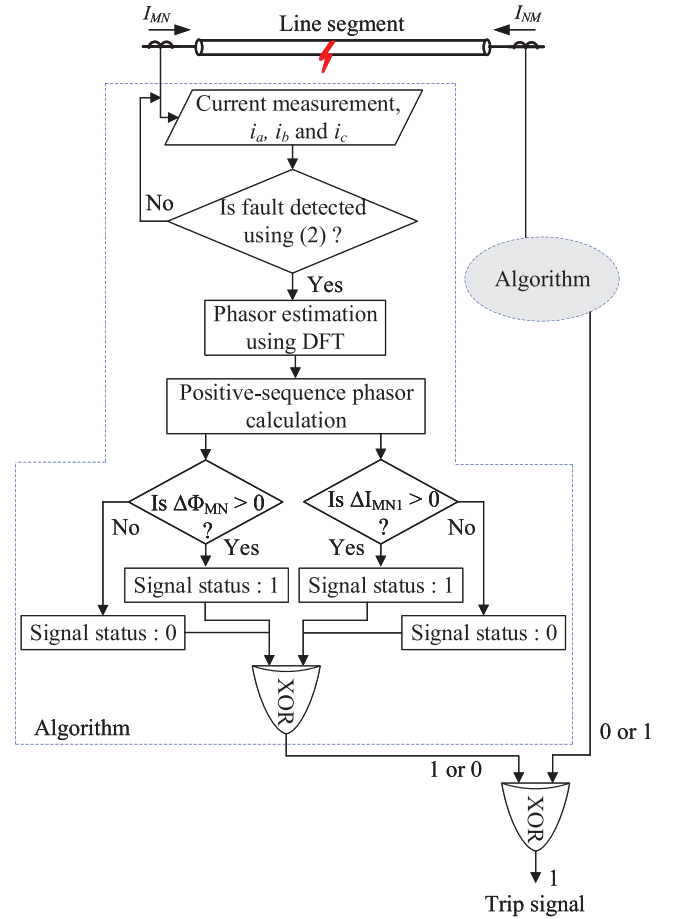 I_MN
Line segment
I_NM
Current measurement,
i_a, i_b and i_c
No
Is fault detected
using (2) ?
Yes
Algorithm
Phasor estimation
using DFT
Positive-sequence phasor
calculation
Is ΔΦ_MN > 0
?
Is ΔI_MN1 > 0
?
No
Yes
Yes
No
Signal status : 1
Signal status : 1
Signal status : 0
Signal status : 0
XOR
Algorithm
0 or 1
1 or 0
XOR
1
Trip signal